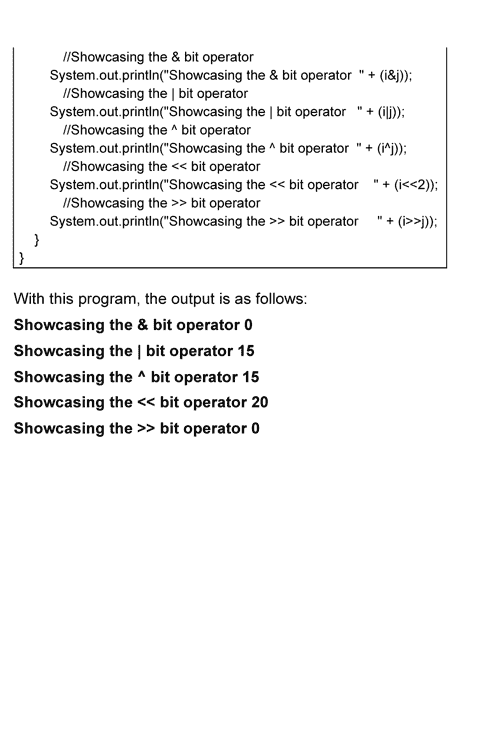 //Showcasing the & bit operator
System.out.println("Showcasing the & bit operator  " + (i&j));
//Showcasing the | bit operator
System.out.println("Showcasing the | bit operator   " + (i|j));
//Showcasing the ^ bit operator
System.out.println("Showcasing the ^ bit operator  " + (i^j));
//Showcasing the << bit operator
System.out.println("Showcasing the << bit operator    " + (i<<2));
//Showcasing the >> bit operator
System.out.println("Showcasing the >> bit operator     " + (i>>j));
}
}
With this program, the output is as follows:
Showcasing the & bit operator 0
Showcasing the | bit operator 15
Showcasing the ^ bit operator 15
Showcasing the << bit operator 20
Showcasing the >> bit operator 0